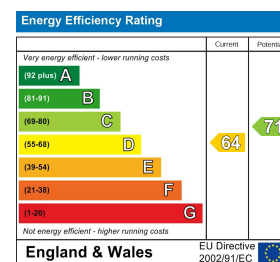 Energy Efficiency Rating
Current
Very energy efficient - lower running costs
(92 plus) A
(81-91) B
(69-80) C
71
(55-68) D
64
(39-54) E
(21-38) F
(1-20) G
Not energy efficient - higher running costs
England & Wales
EU Directive
2002/91/EC